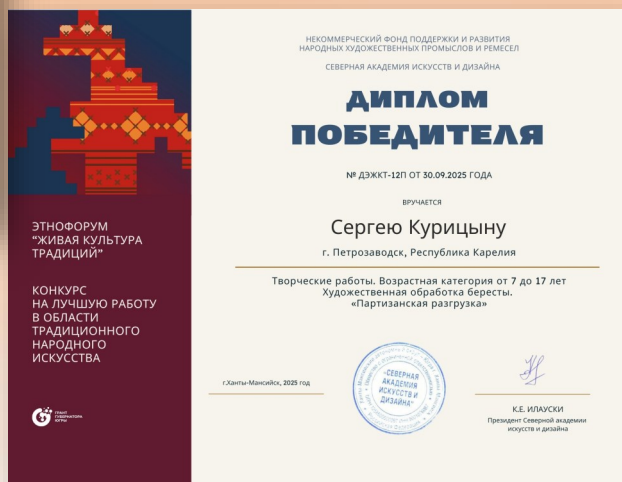 НЕКОММЕРЧЕСКИЙ ФОНД ПОДДЕРЖКИ И РАЗВИТИЯ
НАРОДНЫХ ХУДОЖЕСТВЕННЫХ ПРОМЫСЛОВ И РЕМЕСЕЛ
СЕВЕРНАЯ АКАДЕМИЯ ИСКУССТВ И ДИЗАЙНА
ДИПЛОМ
ПОБЕДИТЕЛЯ
№ ДЭЖКТ-12П ОТ 30.09.2025 ГОДА
ВРУЧАЕТСЯ
Сергею Курицыну
г. Петрозаводск, Республика Карелия
Творческие работы. Возрастная категория от 7 до 17 лет
Художественная обработка бересты.
«Партизанская разгрузка»
ЭТНОФОРУМ
"ЖИВАЯ КУЛЬТУРА
ТРАДИЦИЙ"
КОНКУРС
НА ЛУЧШУЮ РАБОТУ
В ОБЛАСТИ
ТРАДИЦИОННОГО
НАРОДНОГО
ИСКУССТВА
ГРАНТ
ГУБЕРНАТОРА
ЮГРЫ
г.Ханты-Мансийск, 2025 год
"СЕВЕРНАЯ
АКАДЕМИЯ
ИСКУССТВ И
ДИЗАЙНА"
К.Е. ИЛАУСКИ
Президент Северной академии
искусств и дизайна